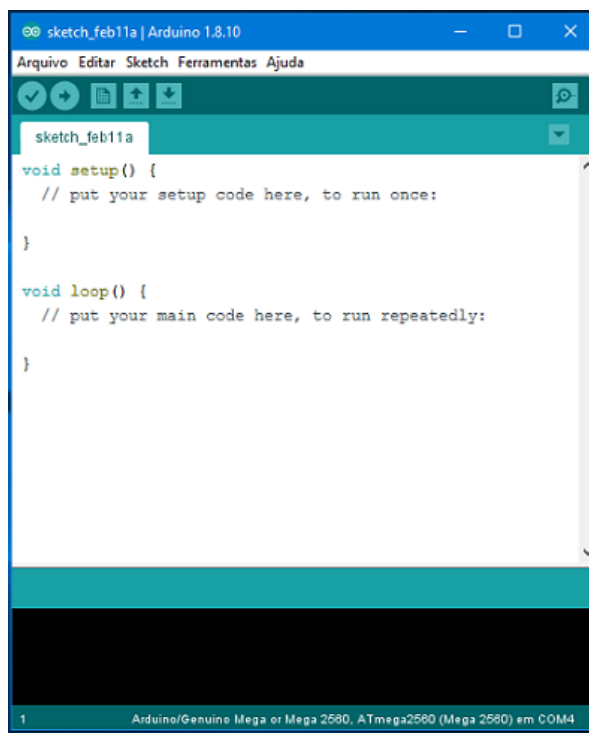 sketch_feb11a | Arduino 1.8.10
Arquivo Editar Sketch Ferramentas Ajuda
sketch_feb11a
void setup() {
  // put your setup code here, to run once:
}
void loop() {
  // put your main code here, to run repeatedly:
}
1 Arduino/Genuino Mega or Mega 2560, ATmega2560 (Mega 2560) em COM4